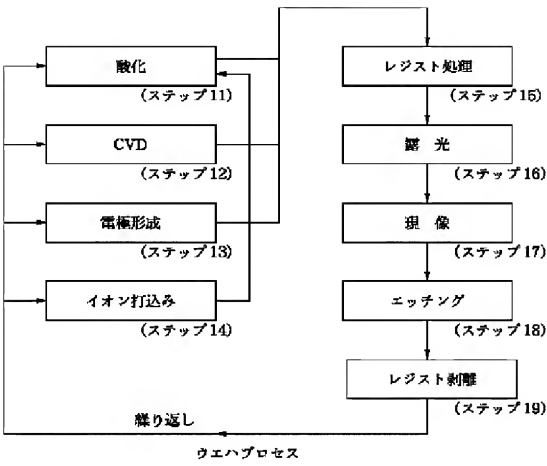 酸化
(ステップ11)
CVD
(ステップ12)
電極形成
(ステップ13)
イオン打込み
(ステップ14)
レジスト処理
(ステップ15)
露 光
(ステップ16)
現 像
(ステップ17)
エッチング
(ステップ18)
レジスト剥離
(ステップ19)
繰り返し
ウエハプロセス